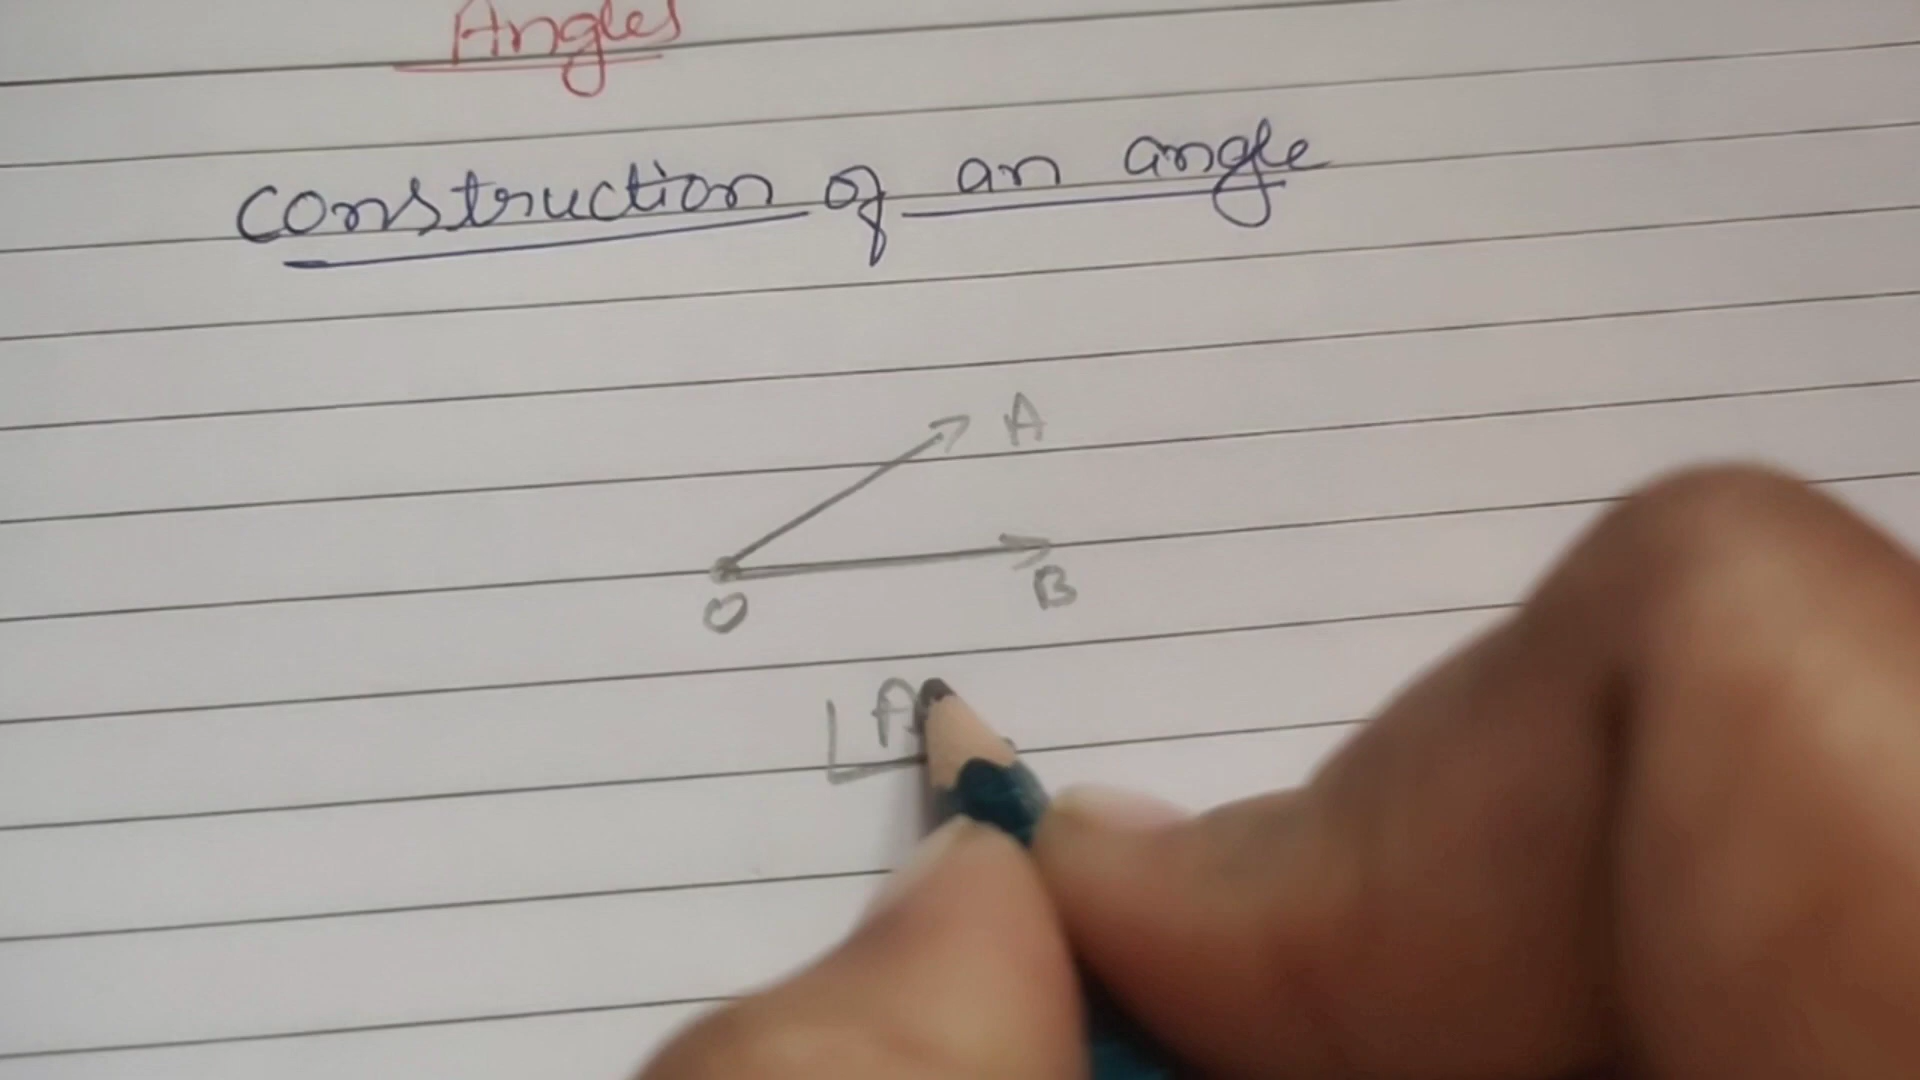 Angles
Construction of an angle
A
O
B
∠A